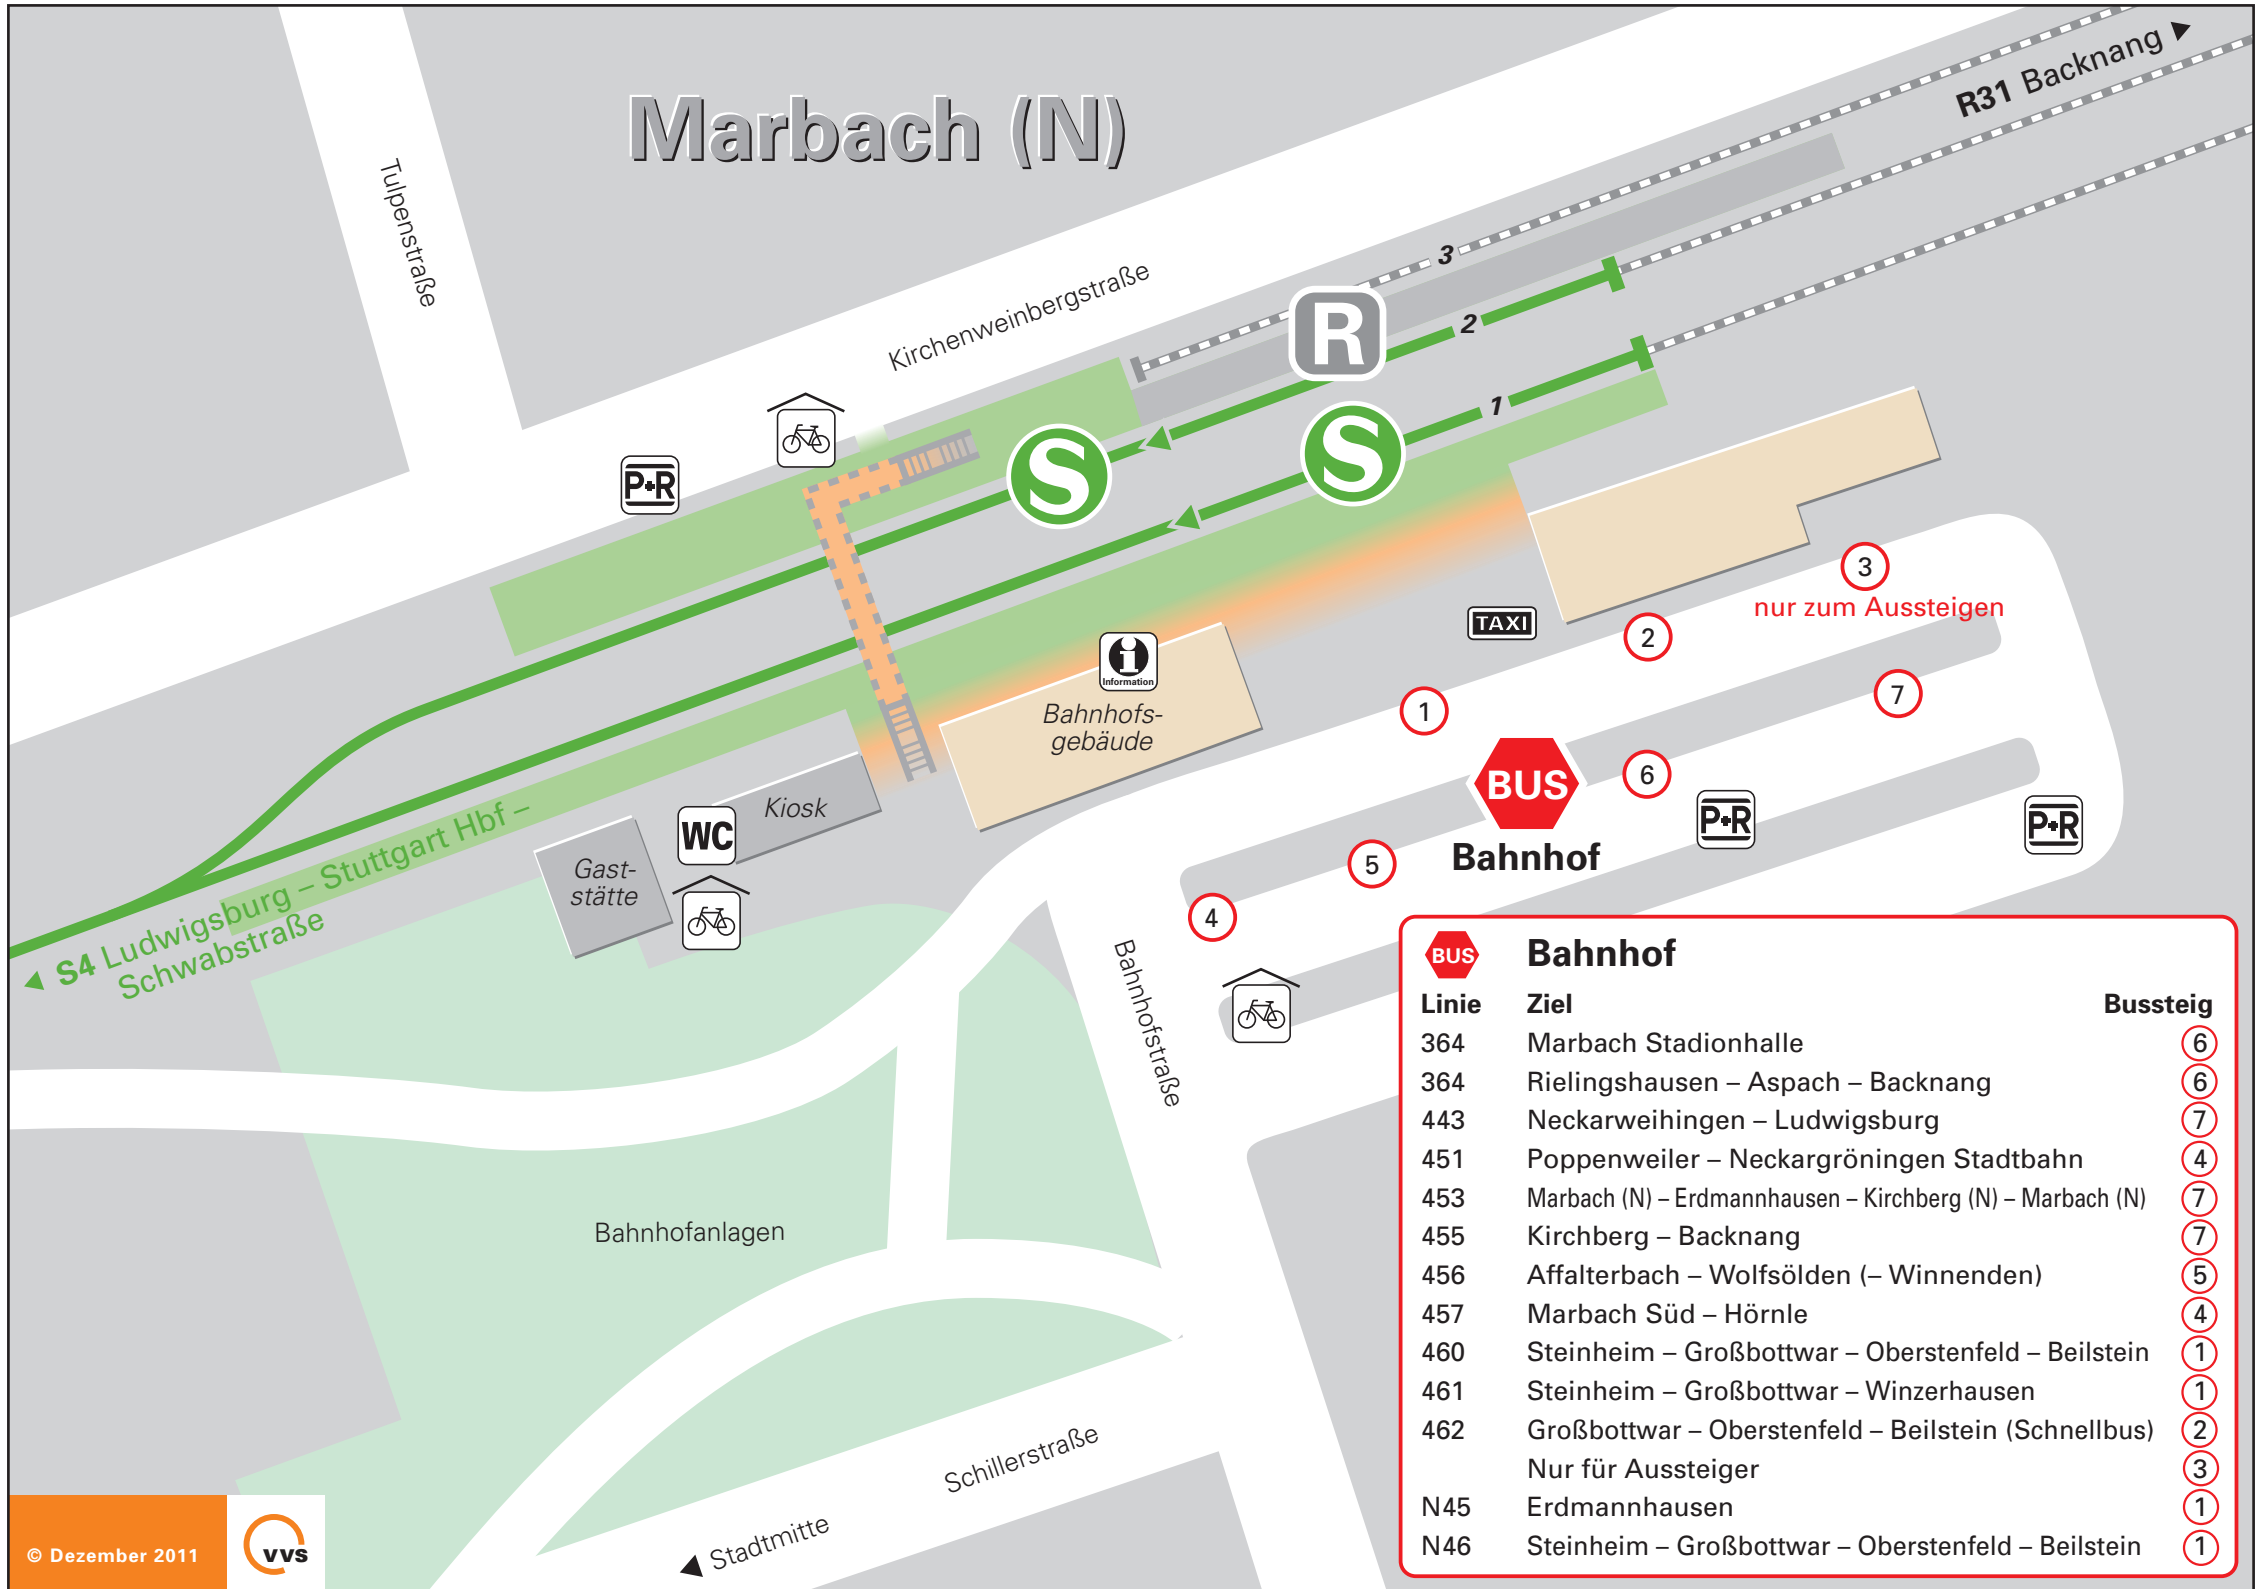 Marbach (N)
R31 Backnang
Tulpenstraße
Kirchenweinbergstraße
3
R
2
1
S
S
P+R
3
nur zum Aussteigen
TAXI
2
i
Information
7
1
Bahnhofs-
gebäude
BUS
6
Bahnhof
P+R
P+R
Kiosk
WC
Gast-
stätte
5
4
S4 Ludwigsburg – Stuttgart Hbf –
Schwabstraße
Bahnhofstraße
Bahnhofanlagen
Schillerstraße
Stadtmitte
BUS Bahnhof
Linie Ziel Bussteig
364 Marbach Stadionhalle 6
364 Rielingshausen – Aspach – Backnang 6
443 Neckarweihingen – Ludwigsburg 7
451 Poppenweiler – Neckargröningen Stadtbahn 4
453 Marbach (N) – Erdmannhausen – Kirchberg (N) – Marbach (N) 7
455 Kirchberg – Backnang 7
456 Affalterbach – Wolfsölden (– Winnenden) 5
457 Marbach Süd – Hörnle 4
460 Steinheim – Großbottwar – Oberstenfeld – Beilstein 1
461 Steinheim – Großbottwar – Winzerhausen 1
462 Großbottwar – Oberstenfeld – Beilstein (Schnellbus) 2
Nur für Aussteiger 3
N45 Erdmannhausen 1
N46 Steinheim – Großbottwar – Oberstenfeld – Beilstein 1
© Dezember 2011
vvs